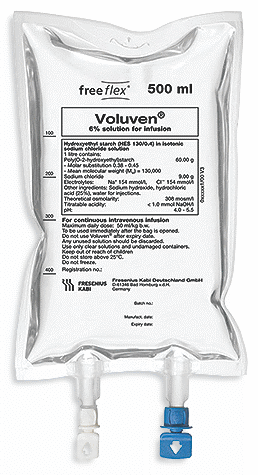 freeflex® 500 ml
Voluven®
6% solution for infusion
Hydroxyethyl starch (HES 130/0.4) in isotonic
sodium chloride solution
1 litre contains:
Poly(O-2-hydroxyethyl)starch 60.00 g
- Molar substitution 0.38 - 0.45
- Mean molecular weight (Mw) = 130,000
Sodium chloride 9.00 g
Electrolytes: Na+ 154 mmol/l, Cl- 154 mmol/l
Other ingredients: Sodium hydroxide, hydrochloric
acid (25%), water for injections.
Theoretical osmolarity: 308 mosm/l
Titratable acidity: < 1.0 mmol NaOH/l
pH: 4.0 - 5.5
For continuous intravenous infusion
Maximum daily dose: 50 ml/kg b.w.
To be used immediately after the bag is opened.
Do not use Voluven® after expiry date.
Any unused solution should be discarded.
Use only clear solutions and undamaged containers.
Keep out of reach of children
Do not store above 25°C.
Do not freeze.
Registration no.:
100
200
300
400
FRESENIUS
KABI
Fresenius Kabi Deutschland GmbH
D-61346 Bad Homburg v.d.H.
Germany
Batch no.:
Manufact. date:
Expiry date: